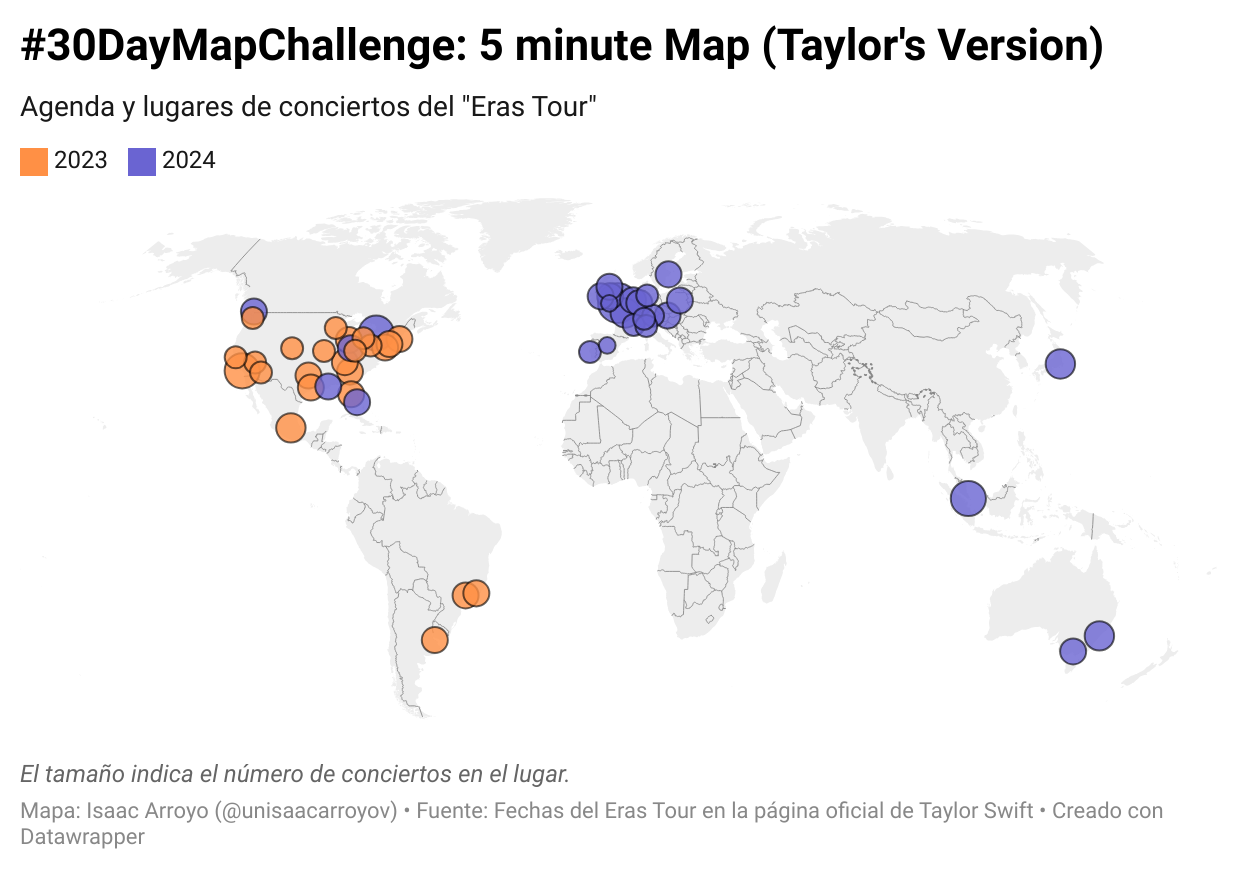 #30DayMapChallenge: 5 minute Map (Taylor's Version)
Agenda y lugares de conciertos del "Eras Tour"
2023 2024
El tamaño indica el número de conciertos en el lugar.
Mapa: Isaac Arroyo (@unisaacarroyov) • Fuente: Fechas del Eras Tour en la página oficial de Taylor Swift • Creado con
Datawrapper